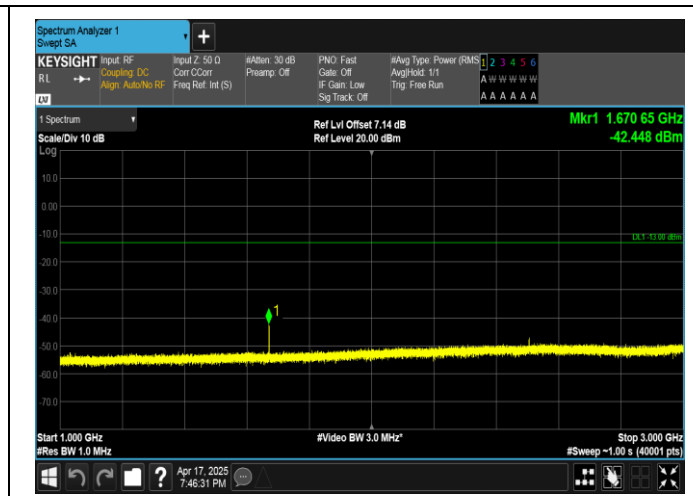 Spectrum Analyzer 1
Swept SA
+
KEYSIGHT
RL
Input: RF
Coupling: DC
Align: Auto/No RF
Input Z: 50 Ω
Corr CCorr
Freq Ref: Int (S)
#Atten: 30 dB
Preamp: Off
PNO: Fast
Gate: Off
IF Gain: Low
Sig Track: Off
#Avg Type: Power (RMS
Avg|Hold: 1/1
Trig: Free Run
1 2 3 4 5 6
A W W W W W
A A A A A A
1 Spectrum
Scale/Div 10 dB
Log
Ref Lvl Offset 7.14 dB
Ref Level 20.00 dBm
Mkr1 1.670 65 GHz
-42.448 dBm
10.0
0.00
-10.0
DL1 -13.00 dBm
-20.0
-30.0
1
-40.0
-50.0
-60.0
-70.0
Start 1.000 GHz
#Video BW 3.0 MHz*
Stop 3.000 GHz
#Res BW 1.0 MHz
#Sweep ~1.00 s (40001 pts)
?
Apr 17, 2025
7:46:31 PM